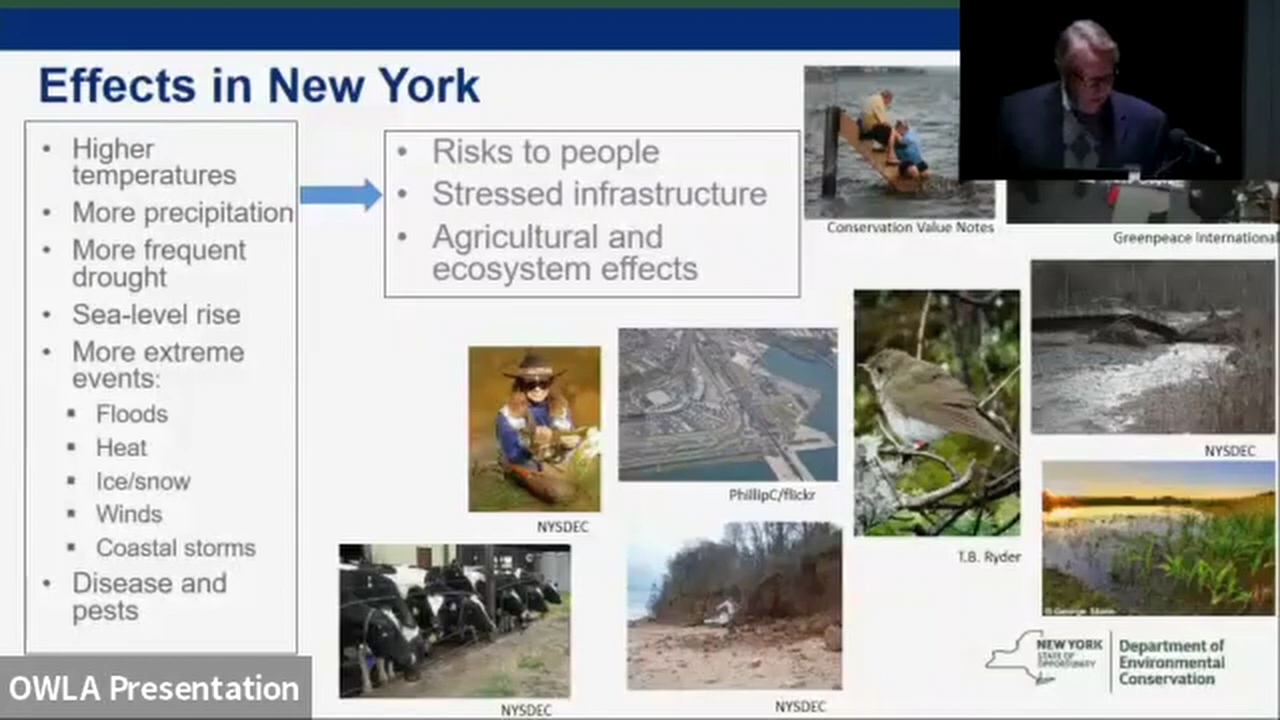 Effects in New York
• Higher
temperatures
• More precipitation
• More frequent
drought
• Sea-level rise
• More extreme
events:
▪ Floods
▪ Heat
▪ Ice/snow
▪ Winds
▪ Coastal storms
• Disease and
pests
• Risks to people
• Stressed infrastructure
• Agricultural and
ecosystem effects
Conservation Value Notes
Greenpeace International
NYSDEC
PhillipC/flickr
NYSDEC
T.B. Ryder
NYSDEC
NYSDEC
NEW YORK
STATE OF
OPPORTUNITY
Department of
Environmental
Conservation
OWLA Presentation